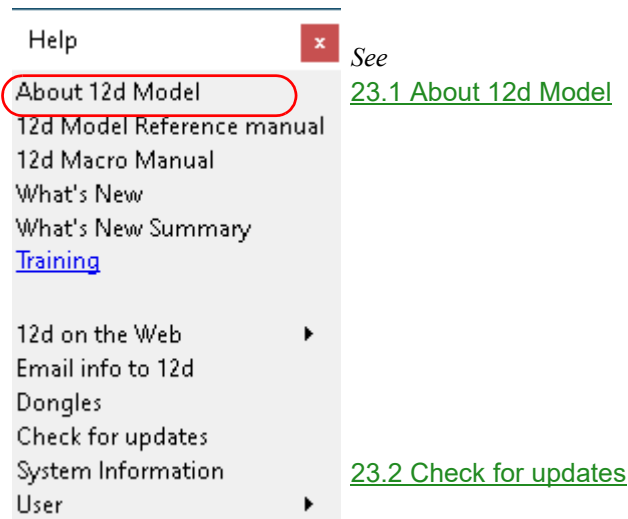 Help x
See
About 12d Model 23.1 About 12d Model
12d Model Reference manual
12d Macro Manual
What's New
What's New Summary
Training
12d on the Web
Email info to 12d
Dongles
Check for updates
System Information 23.2 Check for updates
User